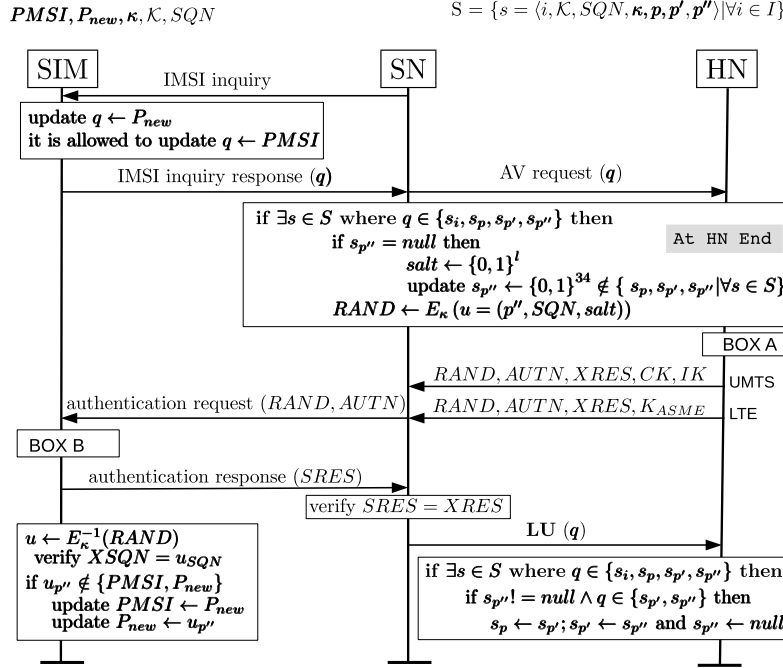 PMSI, P_new, κ, 𝒦, SQN
S = {s = ⟨i, 𝒦, SQN, κ, p, p′, p″⟩|∀i ∈ I}
SIM
SN
HN
IMSI inquiry
update q ← P_new
it is allowed to update q ← PMSI
IMSI inquiry response (q)
AV request (q)
if ∃s ∈ S where q ∈ {s_i, s_p, s_p′, s_p″} then
if s_p″ = null then
At HN End
salt ← {0, 1}^l
update s_p″ ← {0, 1}^34 ∉ { s_p, s_p′, s_p″|∀s ∈ S}
RAND ← E_κ (u = (p″, SQN, salt))
BOX A
RAND, AUTN, XRES, CK, IK
UMTS
authentication request (RAND, AUTN)
RAND, AUTN, XRES, K_ASME
LTE
BOX B
authentication response (SRES)
verify SRES = XRES
u ← E_κ^−1(RAND)
verify XSQN = u_SQN
if u_p″ ∉ {PMSI, P_new}
update PMSI ← P_new
update P_new ← u_p″
LU (q)
if ∃s ∈ S where q ∈ {s_i, s_p, s_p′, s_p″} then
if s_p″! = null ∧ q ∈ {s_p′, s_p″} then
s_p ← s_p′; s_p′ ← s_p″ and s_p″ ← null